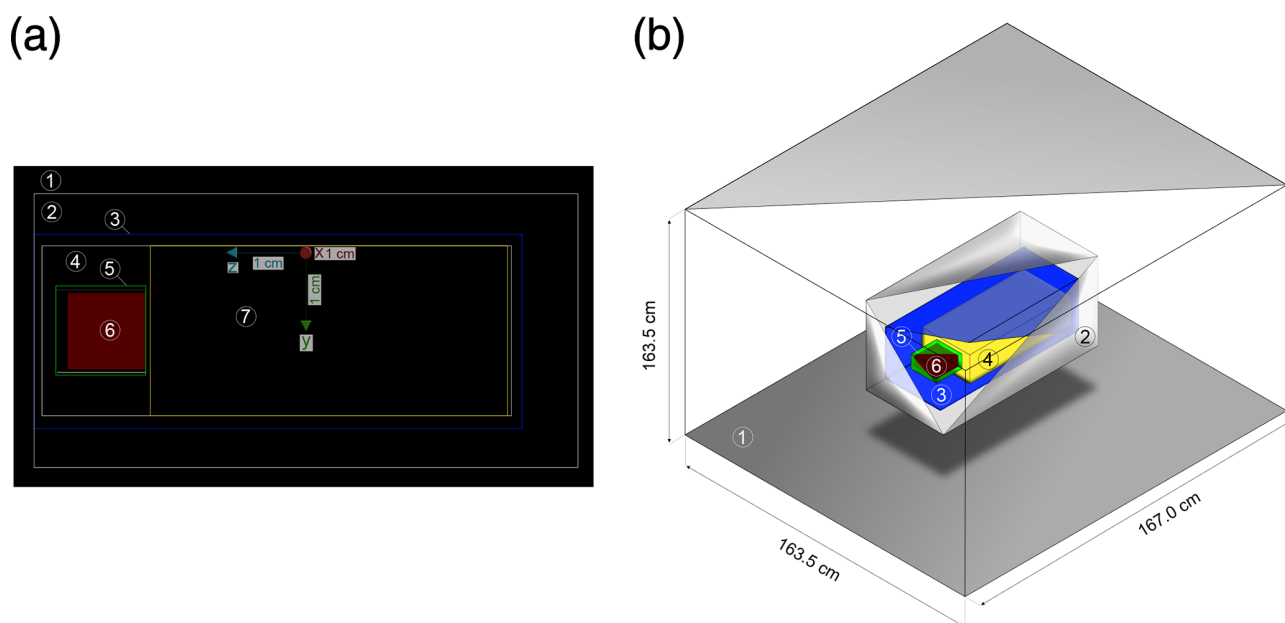 (a)
①
②
③
④
⑤
⑥
⑦
X 1 cm
z
1 cm
1 cm
y
(b)
163.5 cm
⑤
⑥
④
③
②
①
163.5 cm
167.0 cm